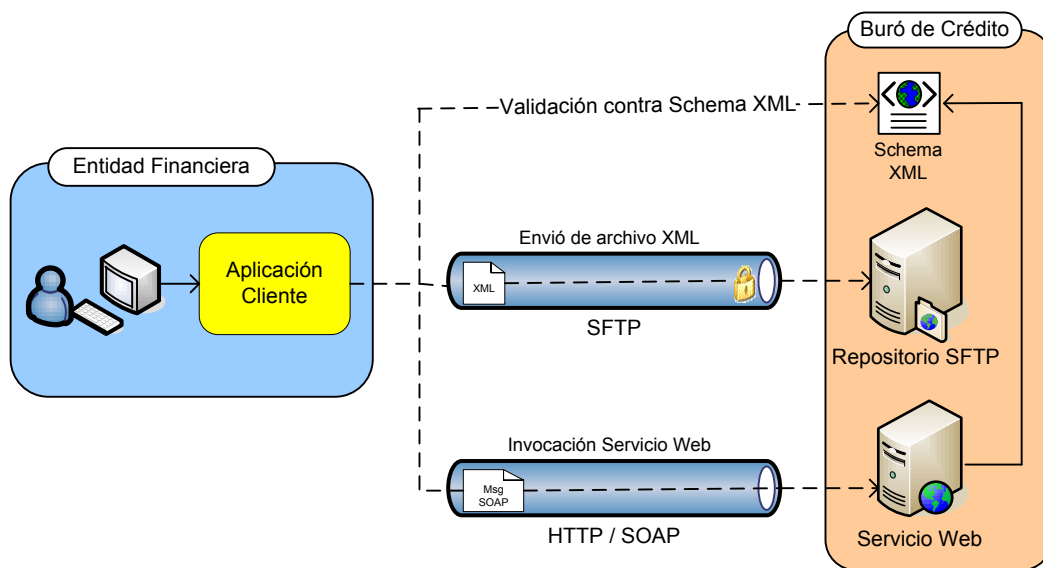 Buró de Crédito
Validación contra Schema XML
Schema
XML
Entidad Financiera
Aplicación
Cliente
Envió de archivo XML
XML
SFTP
Repositorio SFTP
Invocación Servicio Web
Msg
SOAP
HTTP / SOAP
Servicio Web